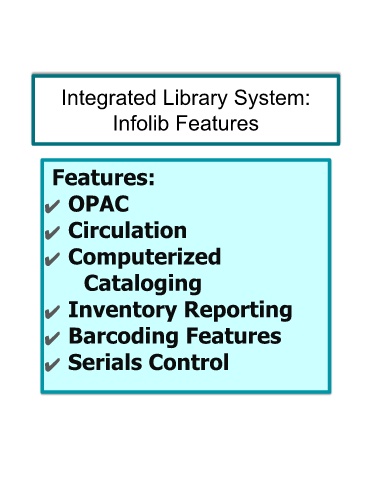 Integrated Library System:
Infolib Features
Features:
✔ OPAC
✔ Circulation
✔ Computerized
Cataloging
✔ Inventory Reporting
✔ Barcoding Features
✔ Serials Control